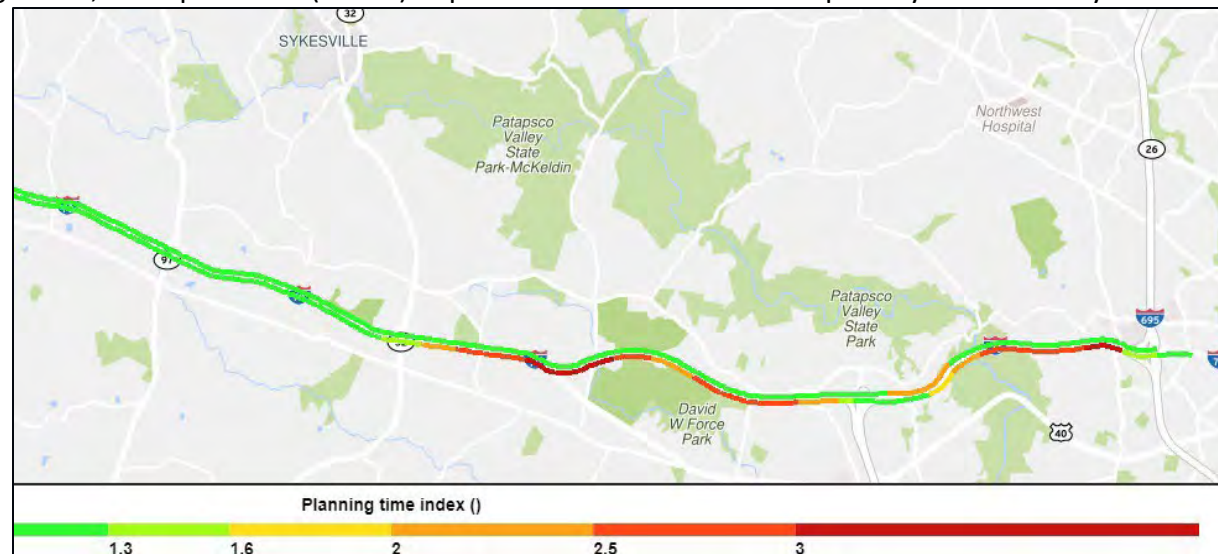 32
SYKESVILLE
Patapsco
Valley
State
Park-McKeldin
Northwest
Hospital
26
97
Patapsco
Valley
State
Park
695
David
W Force
Park
40
Planning time index ()
1.3 1.6 2 2.5 3